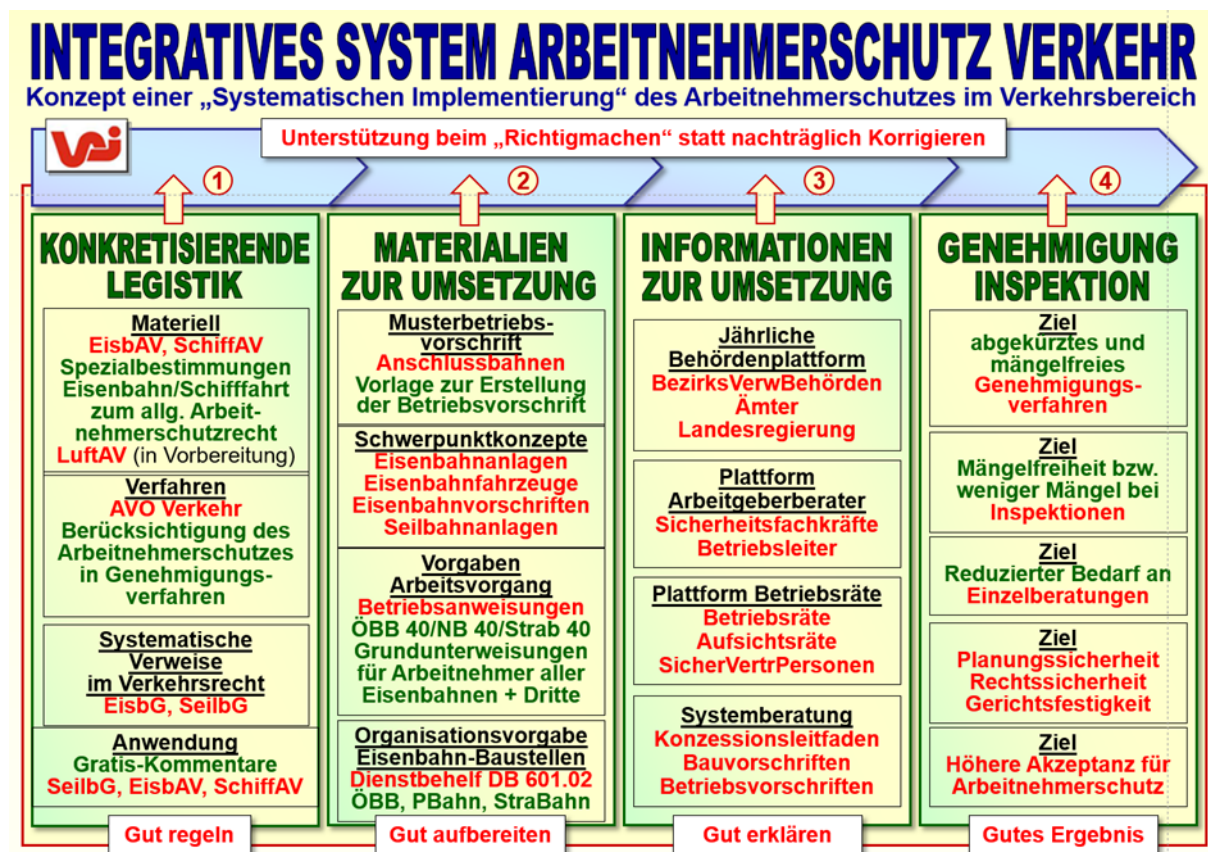 INTEGRATIVES SYSTEM ARBEITNEHMERSCHUTZ VERKEHR
Konzept einer „Systematischen Implementierung“ des Arbeitnehmerschutzes im Verkehrsbereich
Unterstützung beim „Richtigmachen“ statt nachträglich Korrigieren
1
2
3
4
KONKRETISIERENDE
LEGISTIK
Materiell
EisbAV, SchiffAV
Spezialbestimmungen
Eisenbahn/Schifffahrt
zum allg. Arbeit-
nehmerschutzrecht
LuftAV (in Vorbereitung)
Verfahren
AVO Verkehr
Berücksichtigung des
Arbeitnehmerschutzes
in Genehmigungs-
verfahren
Systematische
Verweise
im Verkehrsrecht
EisbG, SeilbG
Anwendung
Gratis-Kommentare
SeilbG, EisbAV, SchiffAV
Gut regeln
MATERIALIEN
ZUR UMSETZUNG
Musterbetriebs-
vorschrift
Anschlussbahnen
Vorlage zur Erstellung
der Betriebsvorschrift
Schwerpunktkonzepte
Eisenbahnanlagen
Eisenbahnfahrzeuge
Eisenbahnvorschriften
Seilbahnanlagen
Vorgaben
Arbeitsvorgang
Betriebsanweisungen
ÖBB 40/NB 40/Strab 40
Grundunterweisungen
für Arbeitnehmer aller
Eisenbahnen + Dritte
Organisationsvorgabe
Eisenbahn-Baustellen
Dienstbehelf DB 601.02
ÖBB, PBahn, StraBahn
Gut aufbereiten
INFORMATIONEN
ZUR UMSETZUNG
Jährliche
Behördenplattform
BezirksVerwBehörden
Ämter
Landesregierung
Plattform
Arbeitgeberberater
Sicherheitsfachkräfte
Betriebsleiter
Plattform Betriebsräte
Betriebsräte
Aufsichtsräte
SicherVertrPersonen
Systemberatung
Konzessionsleitfaden
Bauvorschriften
Betriebsvorschriften
Gut erklären
GENEHMIGUNG
INSPEKTION
Ziel
abgekürztes und
mängelfreies
Genehmigungs-
verfahren
Ziel
Mängelfreiheit bzw.
weniger Mängel bei
Inspektionen
Ziel
Reduzierter Bedarf an
Einzelberatungen
Ziel
Planungssicherheit
Rechtssicherheit
Gerichtsfestigkeit
Ziel
Höhere Akzeptanz für
Arbeitnehmerschutz
Gutes Ergebnis